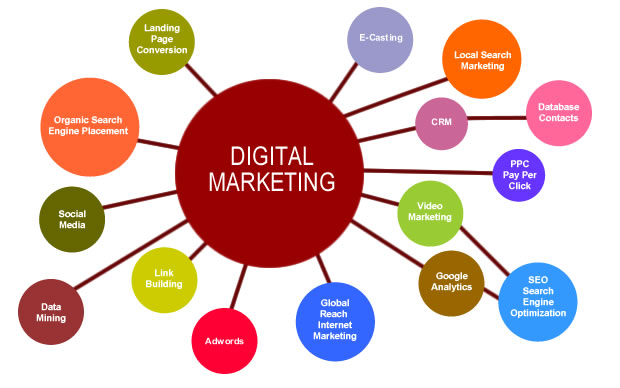 Landing
Page
Conversion
E-Casting
Local Search
Marketing
Organic Search
Engine Placement
CRM
Database
Contacts
DIGITAL
MARKETING
PPC
Pay Per
Click
Social
Media
Video
Marketing
Link
Building
Google
Analytics
SEO
Search
Engine
Optimization
Data
Mining
Global
Reach
Internet
Marketing
Adwords